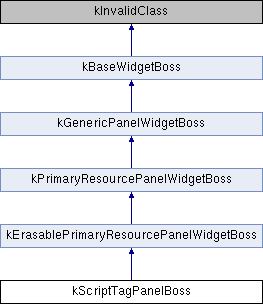 kInvalidClass
kBaseWidgetBoss
kGenericPanelWidgetBoss
kPrimaryResourcePanelWidgetBoss
kErasablePrimaryResourcePanelWidgetBoss
kScriptTagPanelBoss